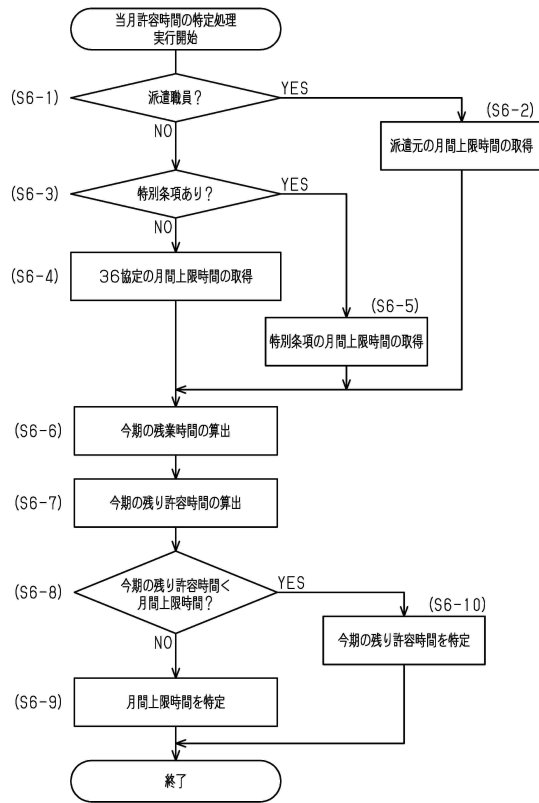 当月許容時間の特定処理
実行開始
(S6-1)
派遣職員?
YES
NO
(S6-2)
派遣元の月間上限時間の取得
(S6-3)
特別条項あり?
YES
NO
(S6-4)
36協定の月間上限時間の取得
(S6-5)
特別条項の月間上限時間の取得
(S6-6)
今期の残業時間の算出
(S6-7)
今期の残り許容時間の算出
(S6-8)
今期の残り許容時間<
月間上限時間?
YES
NO
(S6-10)
今期の残り許容時間を特定
(S6-9)
月間上限時間を特定
終了